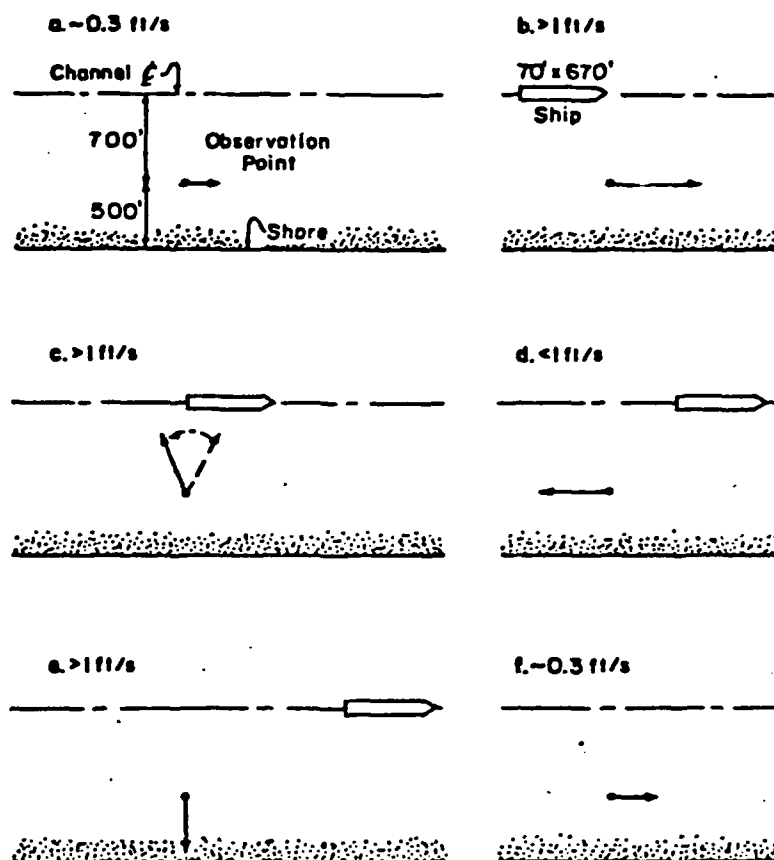 a. ~0.3 ft/s
b. >1 ft/s
Channel ℄
70' x 670'
Ship
700'
Observation
Point
500'
Shore
c. >1 ft/s
d. <1 ft/s
e. >1 ft/s
f. ~0.3 ft/s